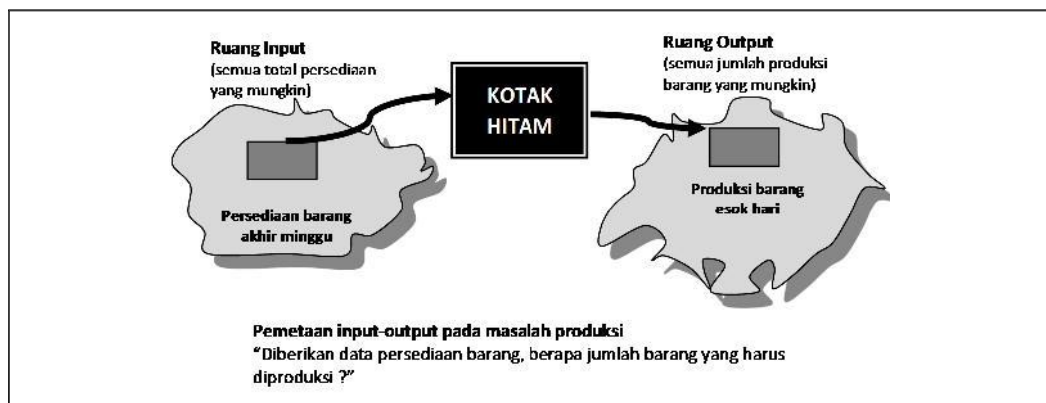 Ruang Input
(semua total persediaan
yang mungkin)
KOTAK
HITAM
Ruang Output
(semua jumlah produksi
barang yang mungkin)
Persediaan barang
akhir minggu
Produksi barang
esok hari
Pemetaan input-output pada masalah produksi
“Diberikan data persediaan barang, berapa jumlah barang yang harus
diproduksi ?”